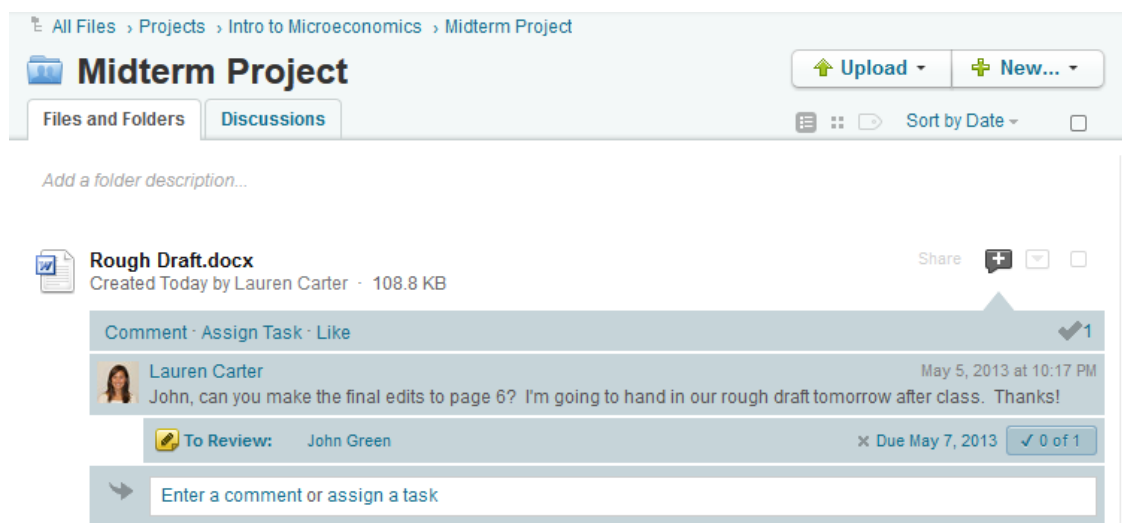 All Files › Projects › Intro to Microeconomics › Midterm Project
Midterm Project
Upload
New...
Files and Folders
Discussions
Sort by Date
Add a folder description...
Rough Draft.docx
Share
Created Today by Lauren Carter · 108.8 KB
Comment · Assign Task · Like
1
Lauren Carter
May 5, 2013 at 10:17 PM
John, can you make the final edits to page 6? I'm going to hand in our rough draft tomorrow after class. Thanks!
To Review: John Green
× Due May 7, 2013
✓ 0 of 1
Enter a comment or assign a task